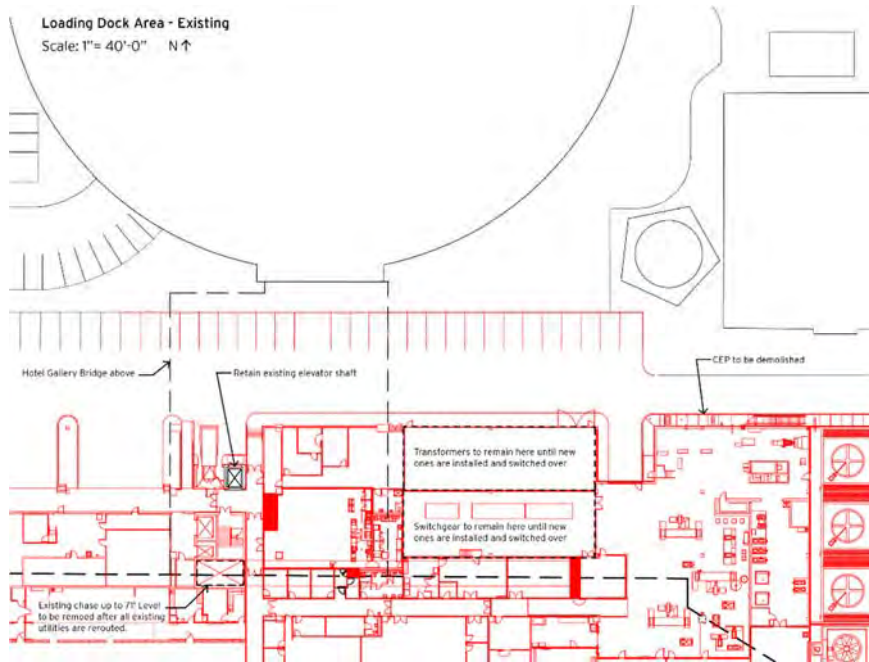 Loading Dock Area - Existing
Scale: 1"= 40'-0" N ↑
Hotel Gallery Bridge above
Retain existing elevator shaft
CEP to be demolished
Transformers to remain here until new
ones are installed and switched over
Switchgear to remain here until new
ones are installed and switched over
Existing chase up to 71' Level
to be remoed after all existing
utilities are rerouted.